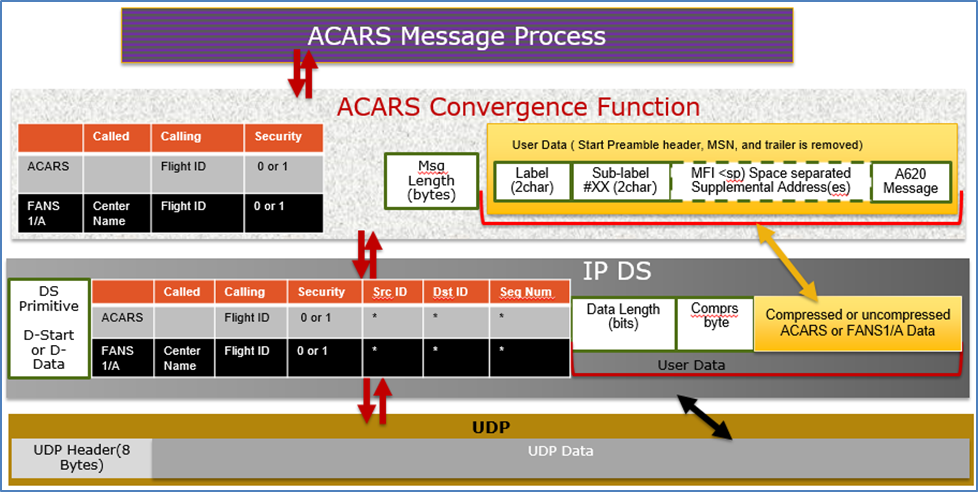 ACARS Message Process
ACARS Convergence Function
Called Calling Security
ACARS Flight ID 0 or 1
FANS Center Flight ID 0 or 1
1/A Name
Msg
Length
(bytes)
User Data ( Start Preamble header, MSN, and trailer is removed)
Label
(2char)
Sub-label
#XX (2char)
MFI <sp) Space separated
Supplemental Address(es)
A620
Message
IP DS
DS
Primitive
D-Start
or D-
Data
Called Calling Security Src ID Dst ID Seq Num
ACARS Flight ID 0 or 1 * * *
FANS Center Flight ID 0 or 1 * * *
1/A Name
Data Length
(bits)
Comprs
byte
Compressed or uncompressed
ACARS or FANS1/A Data
User Data
UDP
UDP Header(8
Bytes)
UDP Data